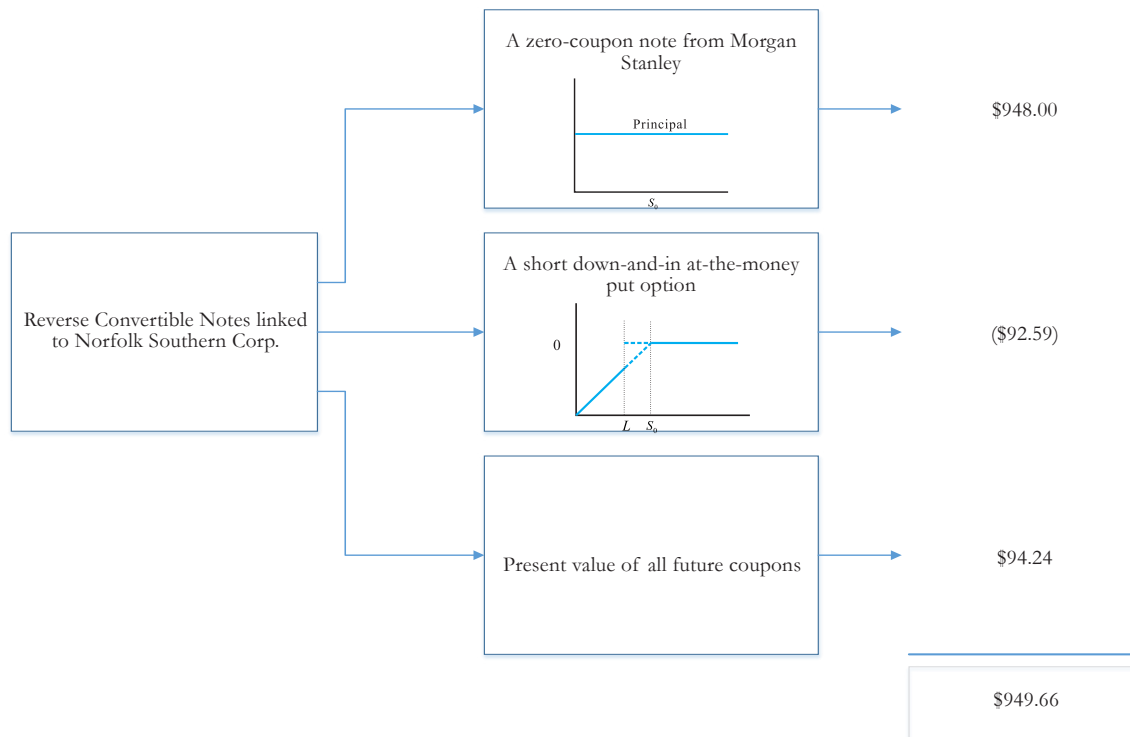 A zero-coupon note from Morgan
Stanley
Principal
S₀
$948.00
Reverse Convertible Notes linked
to Norfolk Southern Corp.
A short down-and-in at-the-money
put option
0
L S₀
($92.59)
Present value of all future coupons
$94.24
$949.66